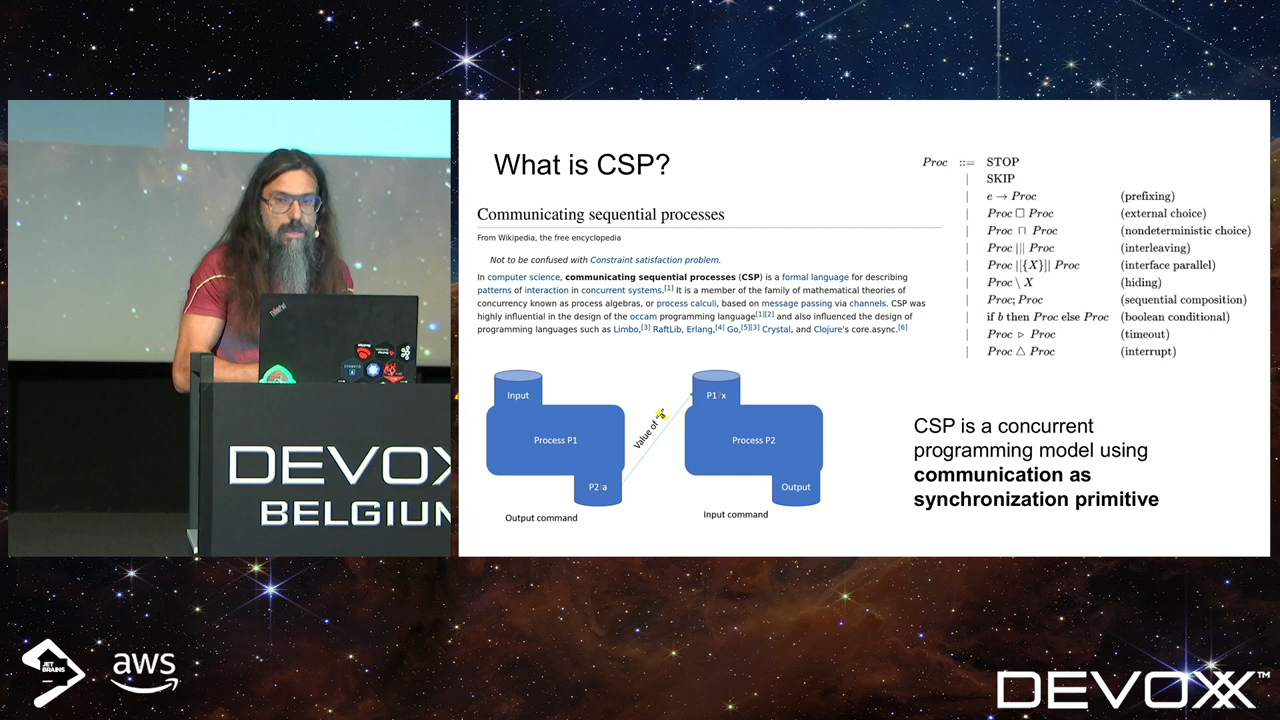 What is CSP?
Communicating sequential processes
From Wikipedia, the free encyclopedia
Not to be confused with Constraint satisfaction problem.
In computer science, communicating sequential processes (CSP) is a formal language for describing
patterns of interaction in concurrent systems.[1] It is a member of the family of mathematical theories of
concurrency known as process algebras, or process calculi, based on message passing via channels. CSP was
highly influential in the design of the occam programming language[1][2] and also influenced the design of
programming languages such as Limbo,[3] RaftLib, Erlang,[4] Go,[5][3] Crystal, and Clojure's core.async.[6]
Proc ::= STOP
| SKIP
| e → Proc (prefixing)
| Proc □ Proc (external choice)
| Proc ⊓ Proc (nondeterministic choice)
| Proc ||| Proc (interleaving)
| Proc |[{X}]| Proc (interface parallel)
| Proc \ X (hiding)
| Proc; Proc (sequential composition)
| if b then Proc else Proc (boolean conditional)
| Proc ▷ Proc (timeout)
| Proc △ Proc (interrupt)
Input
Process P1
P2!a
Output command
Value of "a"
P1?x
Process P2
Output
Input command
CSP is a concurrent
programming model using
communication as
synchronization primitive
ThinkPad
DEVOX
BELGIUM
JET
BRAINS
aws
DEVOXX™